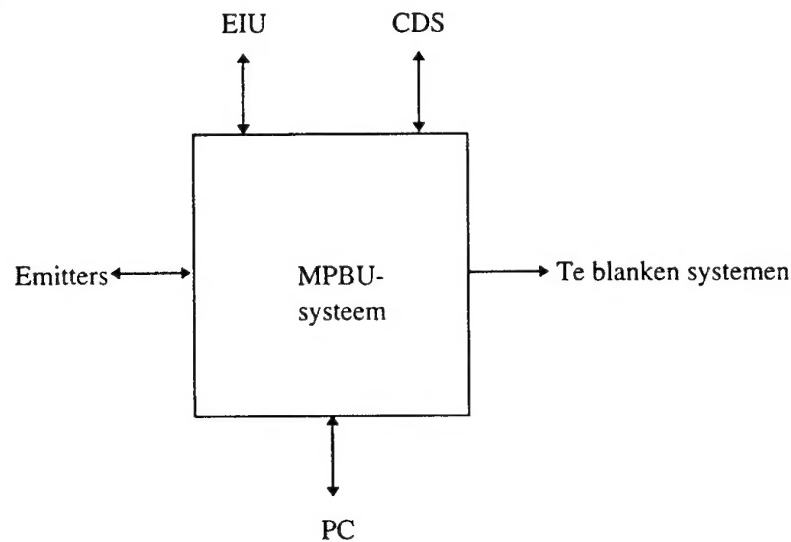 EIU
CDS
Emitters
MPBU-
systeem
Te blanken systemen
PC